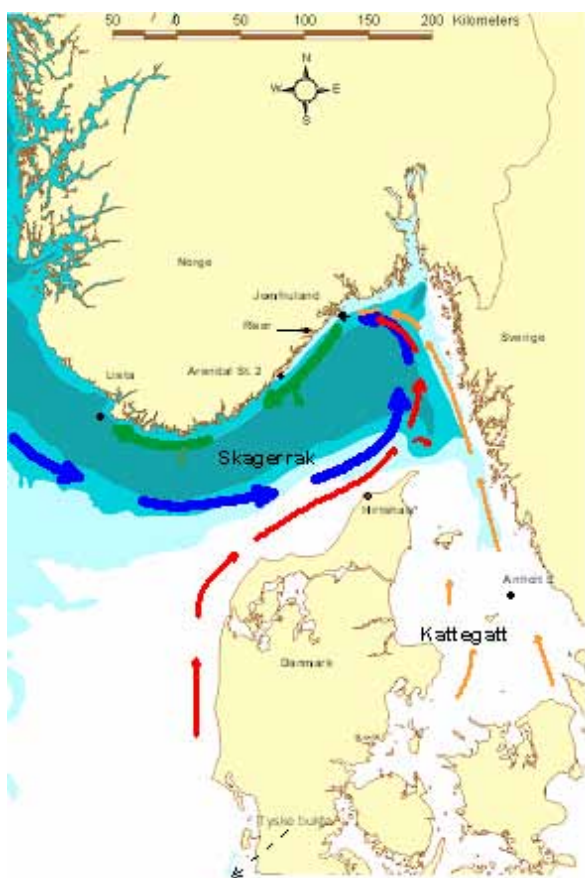 50 0 50 100 150 200 Kilometers
N
W E
S
Norge
Jomfruland
Risør
Sverige
Arendal St. 2
Lista
Skagerrak
Hirtshals
Anholt E
Kattegatt
Danmark
Tyske bukta